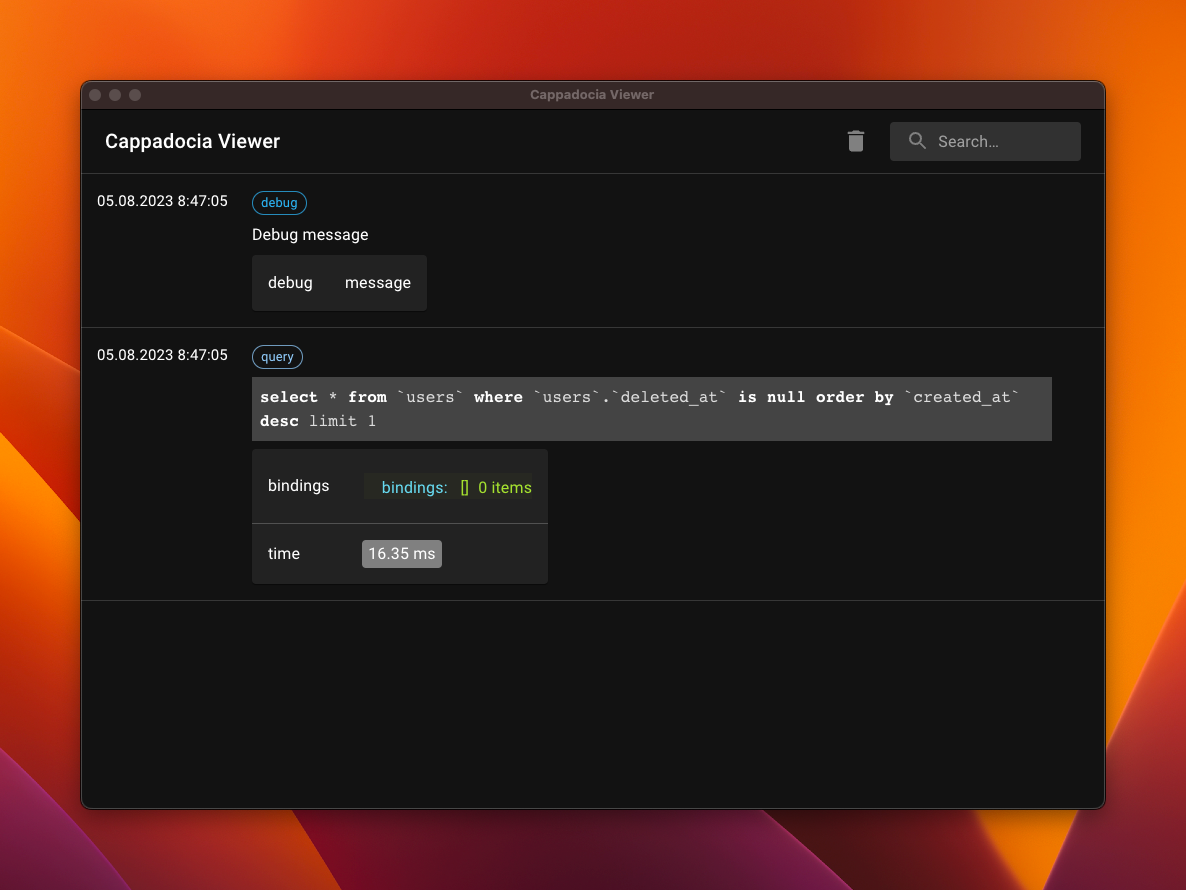 Cappadocia Viewer
Cappadocia Viewer
Search…
05.08.2023 8:47:05
debug
Debug message
debug message
05.08.2023 8:47:05
query
select * from `users` where `users`.`deleted_at` is null order by `created_at`
desc limit 1
bindings bindings: [] 0 items
time 16.35 ms